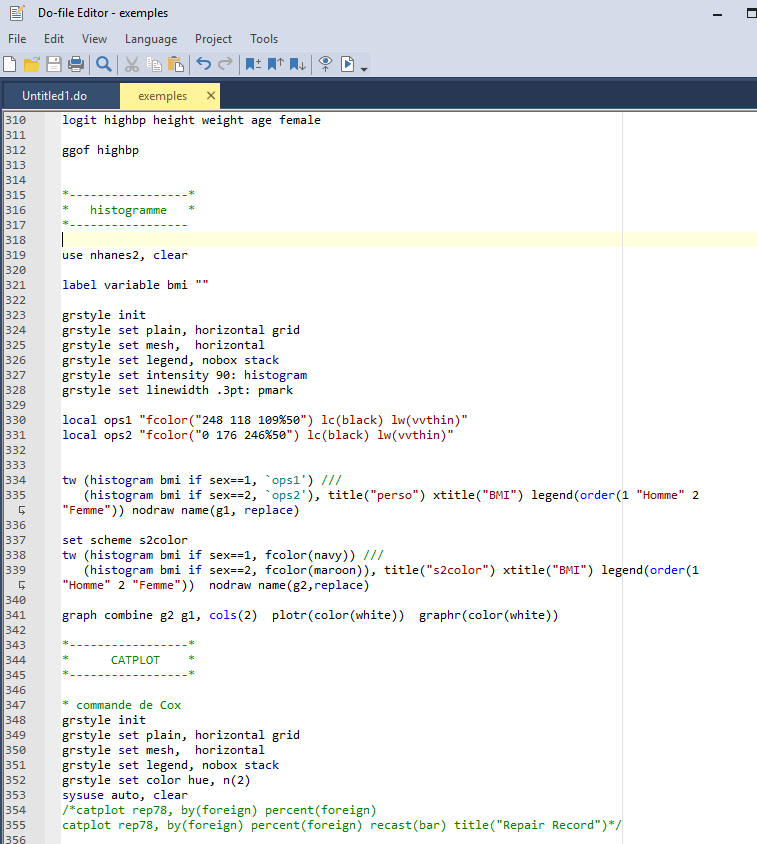 Do-file Editor - exemples
File Edit View Language Project Tools
Untitled1.do exemples
310 logit highbp height weight age female
311
312 ggof highbp
313
314
315 *-----------------*
316 *   histogramme   *
317 *-----------------
318
319 use nhanes2, clear
320
321 label variable bmi ""
322
323 grstyle init
324 grstyle set plain, horizontal grid
325 grstyle set mesh,  horizontal
326 grstyle set legend, nobox stack
327 grstyle set intensity 90: histogram
328 grstyle set linewidth .3pt: pmark
329
330 local ops1 "fcolor("248 118 109%50") lc(black) lw(vvthin)"
331 local ops2 "fcolor("0 176 246%50") lc(black) lw(vvthin)"
332
333
334 tw (histogram bmi if sex==1, `ops1') ///
335    (histogram bmi if sex==2, `ops2'), title("perso") xtitle("BMI") legend(order(1 "Homme" 2
"Femme")) nodraw name(g1, replace)
336
337 set scheme s2color
338 tw (histogram bmi if sex==1, fcolor(navy)) ///
339    (histogram bmi if sex==2, fcolor(maroon)), title("s2color") xtitle("BMI") legend(order(1
"Homme" 2 "Femme"))  nodraw name(g2,replace)
340
341 graph combine g2 g1, cols(2)  plotr(color(white))  graphr(color(white))
342
343 *-----------------*
344 *      CATPLOT    *
345 *-----------------*
346
347 * commande de Cox
348 grstyle init
349 grstyle set plain, horizontal grid
350 grstyle set mesh,  horizontal
351 grstyle set legend, nobox stack
352 grstyle set color hue, n(2)
353 sysuse auto, clear
354 /*catplot rep78, by(foreign) percent(foreign)
355 catplot rep78, by(foreign) percent(foreign) recast(bar) title("Repair Record")*/
356